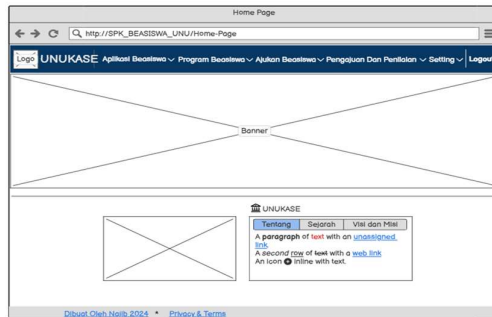 Home Page
http://SPK_BEASISWA_UNU/Home-Page
Logo UNUKASE Aplikasi Beasiswa Program Beasiswa Ajukan Beasiswa Pengajuan Dan Penilaian Setting Logout
Banner
UNUKASE
Tentang Sejarah Visi dan Misi
A paragraph of text with an unassigned
link.
A second row of text with a web link
An icon inline with text.
Dibuat Oleh Najib 2024 • Privacy & Terms